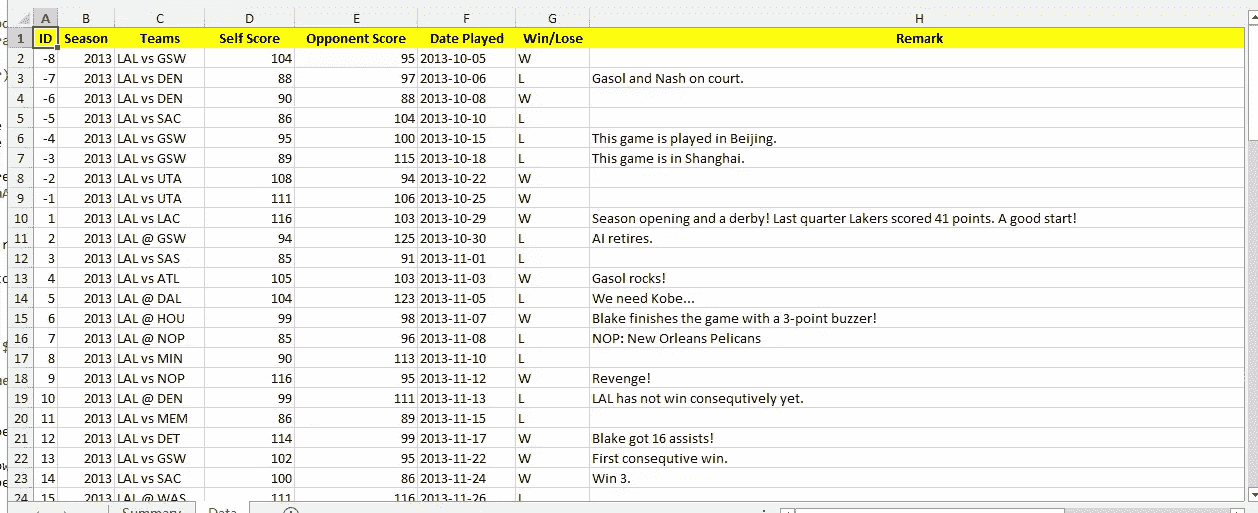 A B C D E F G H
1 ID Season Teams Self Score Opponent Score Date Played Win/Lose Remark
2 -8 2013 LAL vs GSW 104 95 2013-10-05 W
3 -7 2013 LAL vs DEN 88 97 2013-10-06 L Gasol and Nash on court.
4 -6 2013 LAL vs DEN 90 88 2013-10-08 W
5 -5 2013 LAL vs SAC 86 104 2013-10-10 L
6 -4 2013 LAL vs GSW 95 100 2013-10-15 L This game is played in Beijing.
7 -3 2013 LAL vs GSW 89 115 2013-10-18 L This game is in Shanghai.
8 -2 2013 LAL vs UTA 108 94 2013-10-22 W
9 -1 2013 LAL vs UTA 111 106 2013-10-25 W
10 1 2013 LAL vs LAC 116 103 2013-10-29 W Season opening and a derby! Last quarter Lakers scored 41 points. A good start!
11 2 2013 LAL @ GSW 94 125 2013-10-30 L AI retires.
12 3 2013 LAL vs SAS 85 91 2013-11-01 L
13 4 2013 LAL vs ATL 105 103 2013-11-03 W Gasol rocks!
14 5 2013 LAL @ DAL 104 123 2013-11-05 L We need Kobe...
15 6 2013 LAL @ HOU 99 98 2013-11-07 W Blake finishes the game with a 3-point buzzer!
16 7 2013 LAL @ NOP 85 96 2013-11-08 L NOP: New Orleans Pelicans
17 8 2013 LAL vs MIN 90 113 2013-11-10 L
18 9 2013 LAL vs NOP 116 95 2013-11-12 W Revenge!
19 10 2013 LAL @ DEN 99 111 2013-11-13 L LAL has not win consequtively yet.
20 11 2013 LAL vs MEM 86 89 2013-11-15 L
21 12 2013 LAL vs DET 114 99 2013-11-17 W Blake got 16 assists!
22 13 2013 LAL vs GSW 102 95 2013-11-22 W First consequtive win.
23 14 2013 LAL vs SAC 100 86 2013-11-24 W Win 3.
24 15 2013 LAL @ WAS 111 116 2013-11-26 L
Summary Data